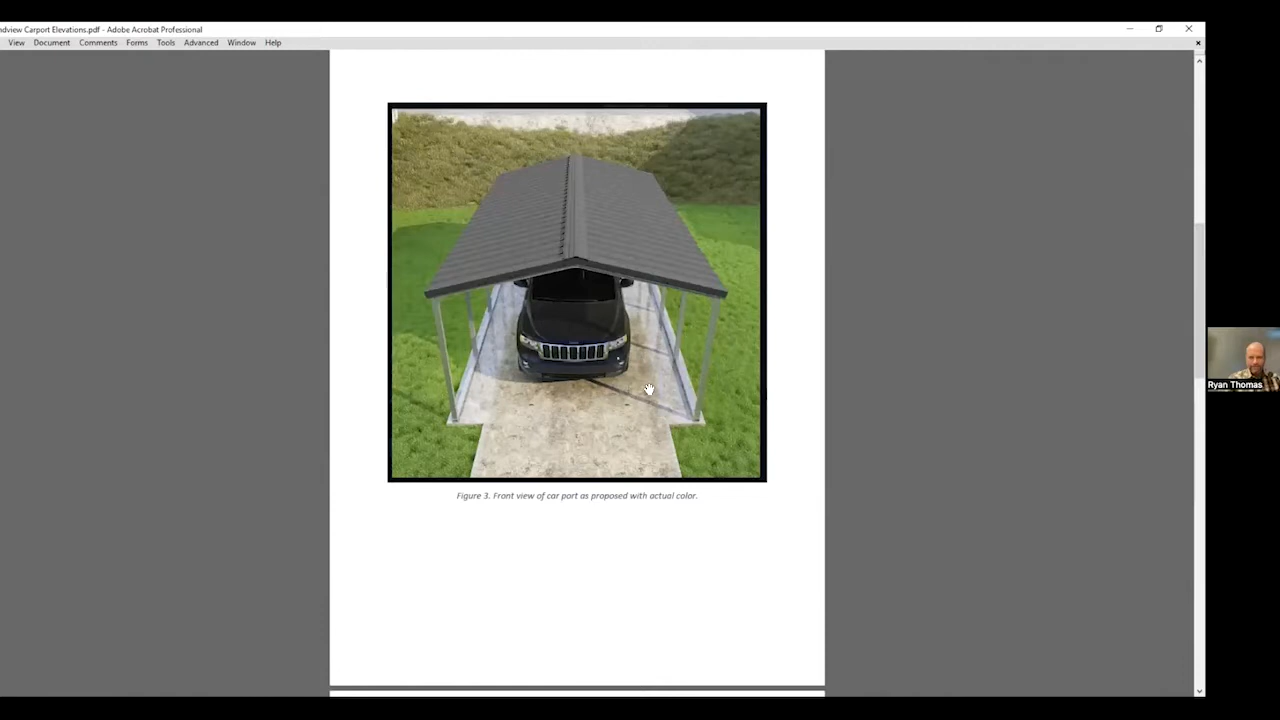 ndview Carport Elevations.pdf - Adobe Acrobat Professional
View Document Comments Forms Tools Advanced Window Help
Ryan Thomas
Figure 3. Front view of car part as proposed with actual color.